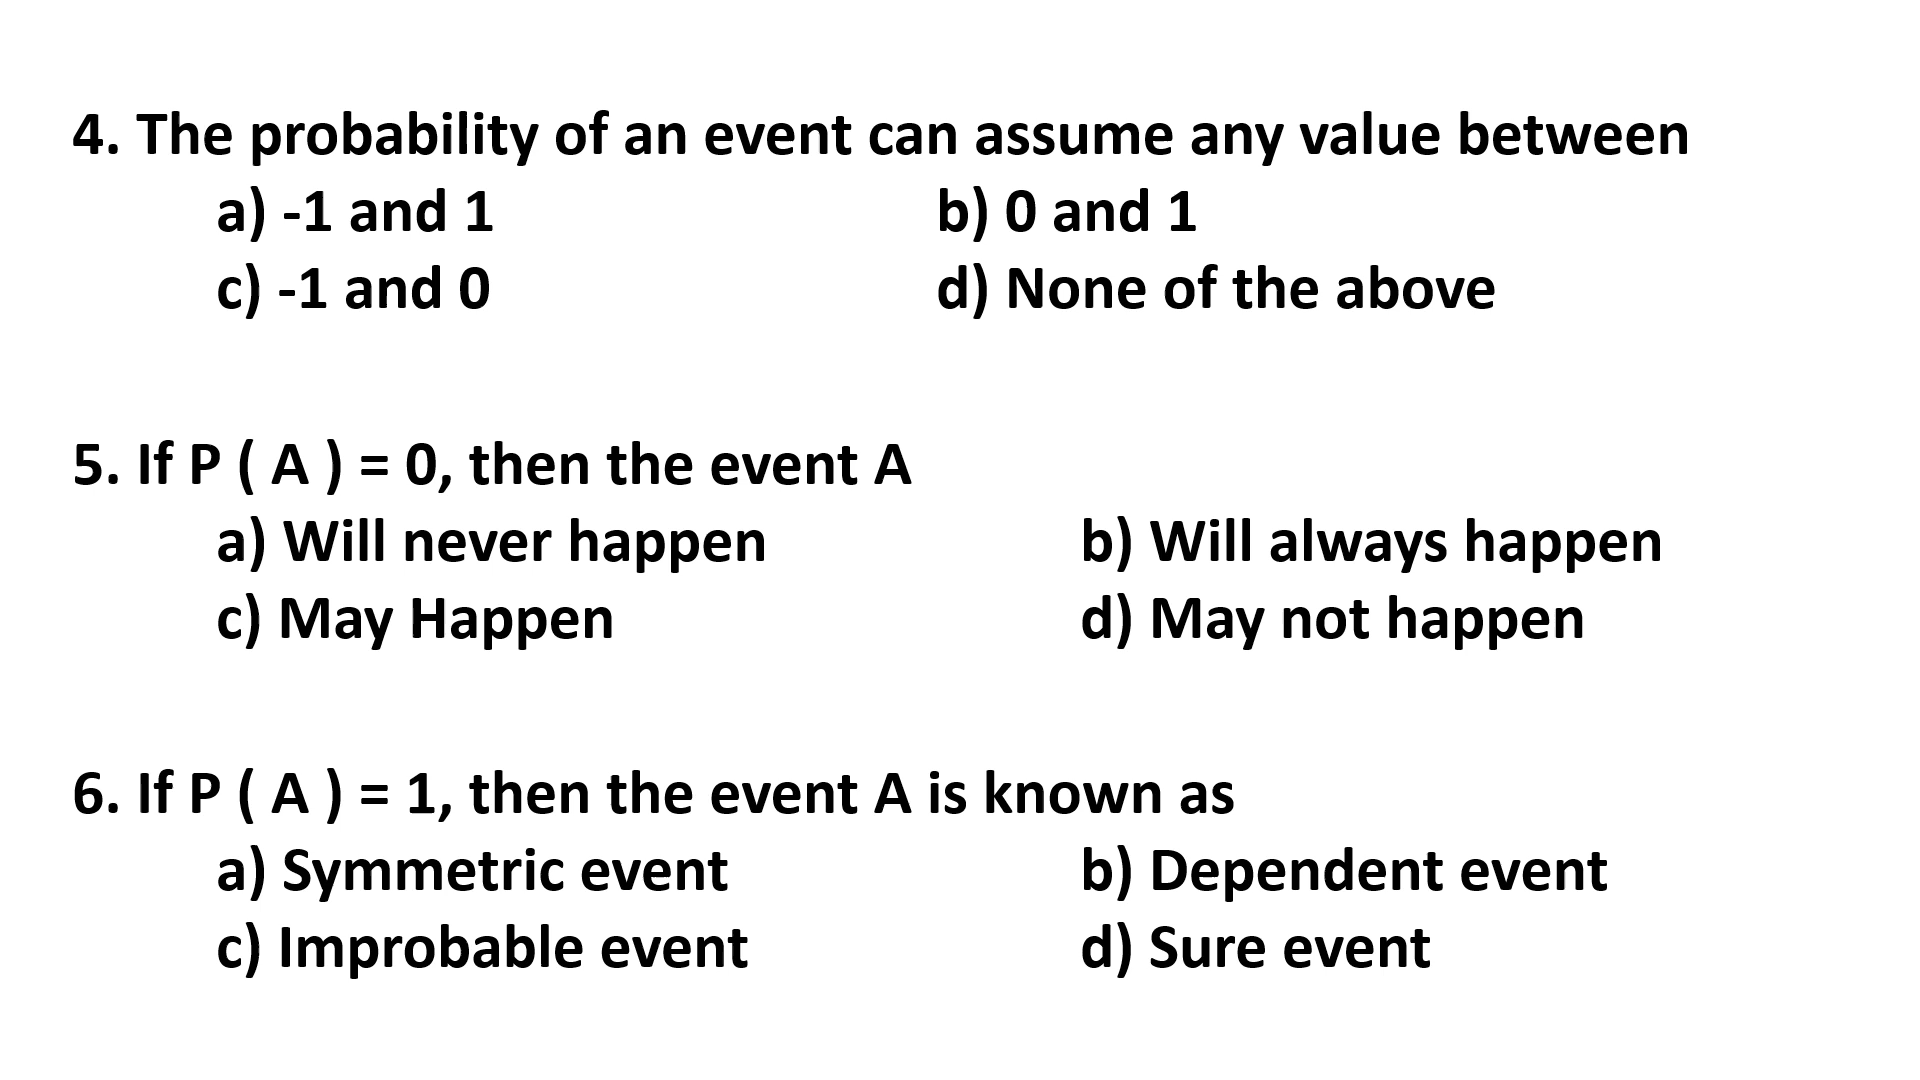 4. The probability of an event can assume any value between
a) -1 and 1 b) 0 and 1
c) -1 and 0 d) None of the above
5. If P ( A ) = 0, then the event A
a) Will never happen b) Will always happen
c) May Happen d) May not happen
6. If P ( A ) = 1, then the event A is known as
a) Symmetric event b) Dependent event
c) Improbable event d) Sure event